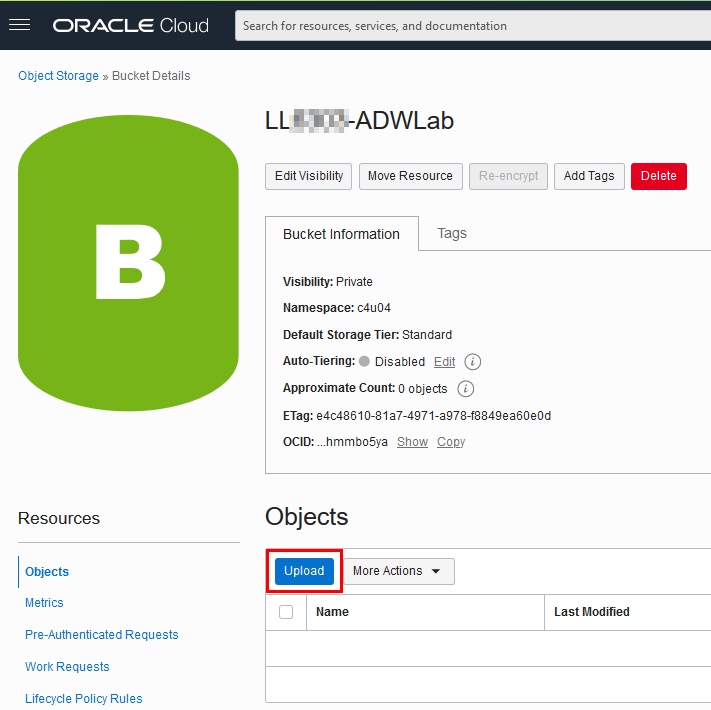 ORACLE Cloud
Search for resources, services, and documentation
Object Storage » Bucket Details
B
LL -ADWLab
Edit Visibility Move Resource Re-encrypt Add Tags Delete
Bucket Information Tags
Visibility: Private
Namespace: c4u04
Default Storage Tier: Standard
Auto-Tiering: Disabled Edit i
Approximate Count: 0 objects i
ETag: e4c48610-81a7-4971-a978-f8849ea60e0d
OCID: ...hmmbo5ya Show Copy
Resources
Objects
Metrics
Pre-Authenticated Requests
Work Requests
Lifecycle Policy Rules
Objects
Upload More Actions
Name Last Modified